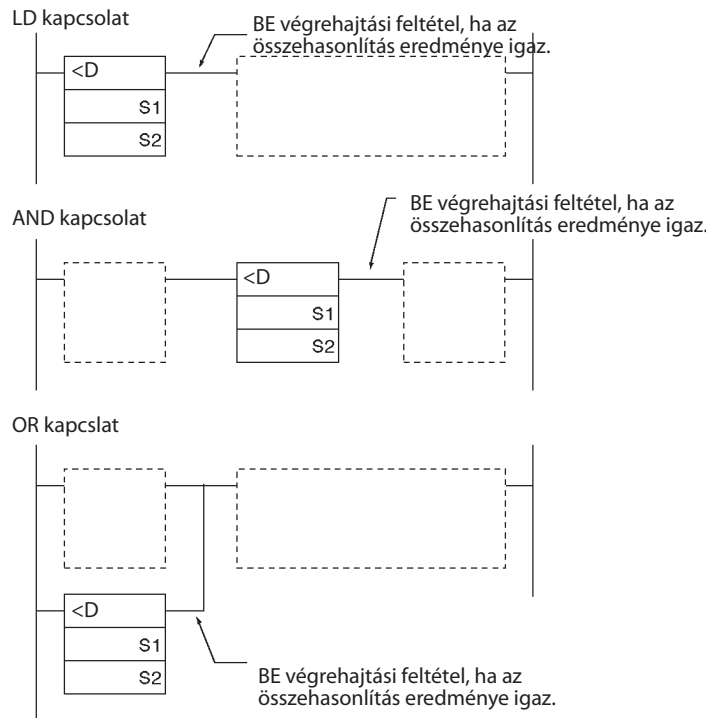 LD kapcsolat
BE végrehajtási feltétel, ha az
összehasonlítás eredménye igaz.
<D
S1
S2
AND kapcsolat
BE végrehajtási feltétel, ha az
összehasonlítás eredménye igaz.
<D
S1
S2
OR kapcslat
<D
S1
S2
BE végrehajtási feltétel, ha az
összehasonlítás eredménye igaz.